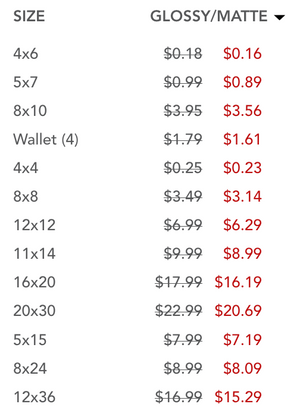 SIZE GLOSSY/MATTE
4x6 $0.18 $0.16
5x7 $0.99 $0.89
8x10 $3.95 $3.56
Wallet (4) $1.79 $1.61
4x4 $0.25 $0.23
8x8 $3.49 $3.14
12x12 $6.99 $6.29
11x14 $9.99 $8.99
16x20 $17.99 $16.19
20x30 $22.99 $20.69
5x15 $7.99 $7.19
8x24 $8.99 $8.09
12x36 $16.99 $15.29